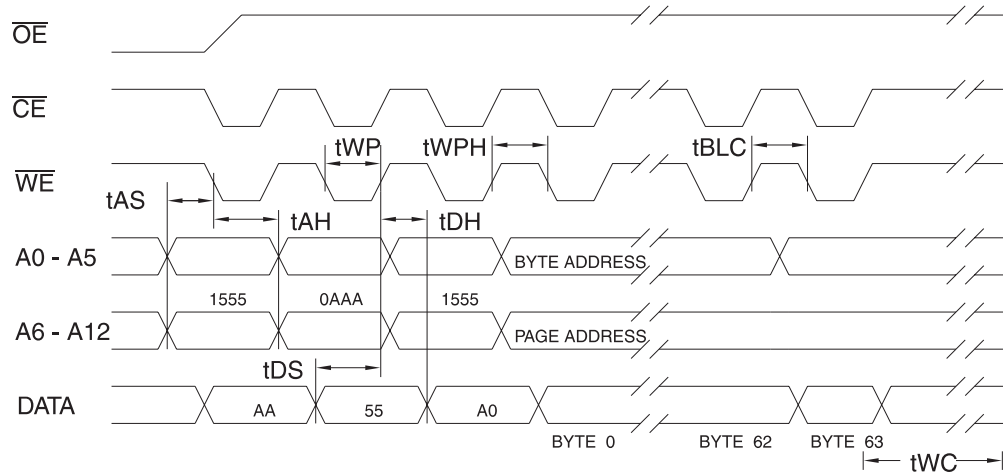 OE
CE
tWP tWPH tBLC
WE
tAS
tAH tDH
A0 - A5 BYTE ADDRESS
1555 0AAA 1555
A6 - A12 PAGE ADDRESS
tDS
DATA AA 55 A0
BYTE 0 BYTE 62 BYTE 63
tWC